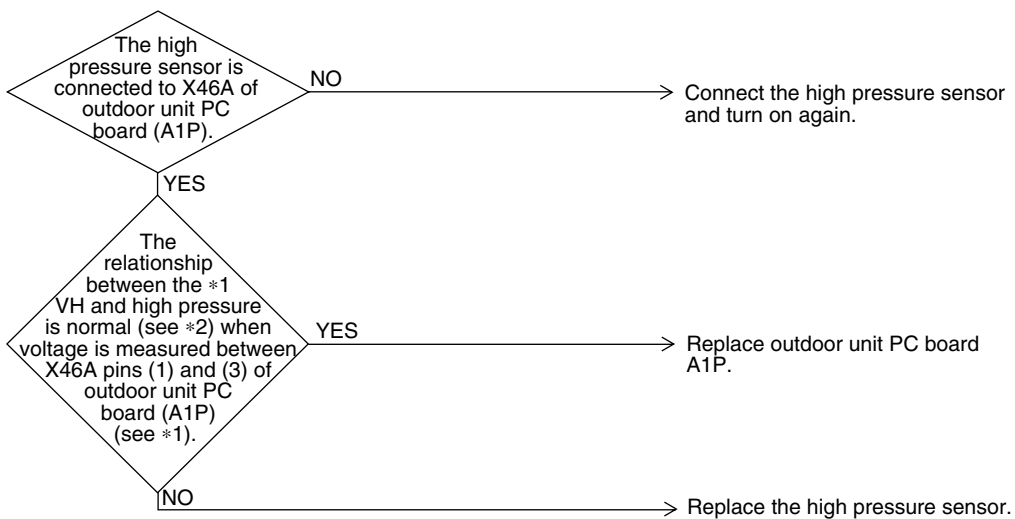 The high
pressure sensor is
connected to X46A of
outdoor unit PC
board (A1P).
NO
Connect the high pressure sensor
and turn on again.
YES
The
relationship
between the *1
VH and high pressure
is normal (see *2) when
voltage is measured between
X46A pins (1) and (3) of
outdoor unit PC
board (A1P)
(see *1).
YES
Replace outdoor unit PC board
A1P.
NO
Replace the high pressure sensor.